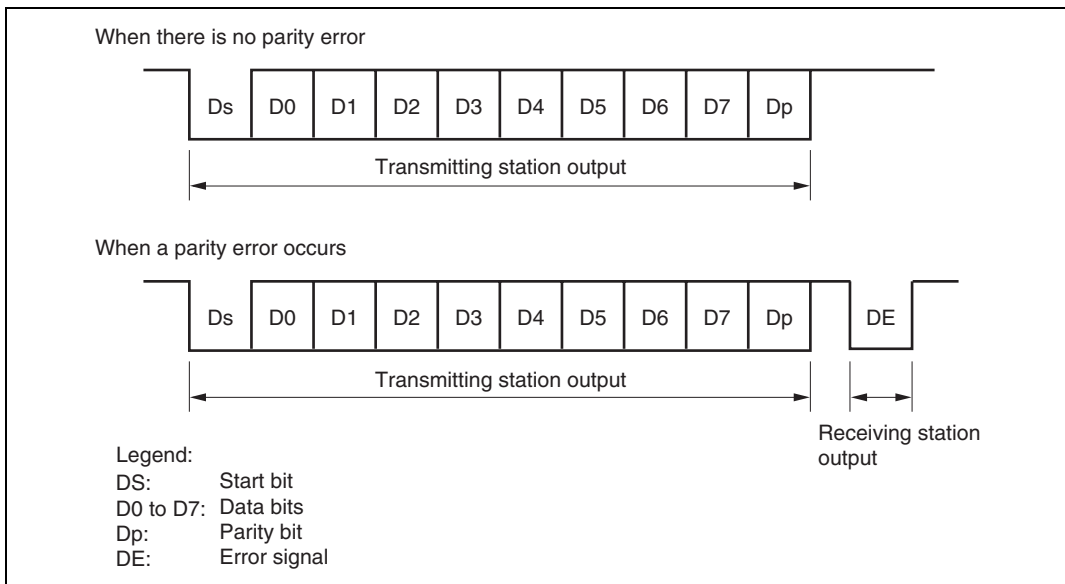 When there is no parity error
Ds D0 D1 D2 D3 D4 D5 D6 D7 Dp
Transmitting station output
When a parity error occurs
Ds D0 D1 D2 D3 D4 D5 D6 D7 Dp DE
Transmitting station output
Receiving station
output
Legend:
DS: Start bit
D0 to D7: Data bits
Dp: Parity bit
DE: Error signal